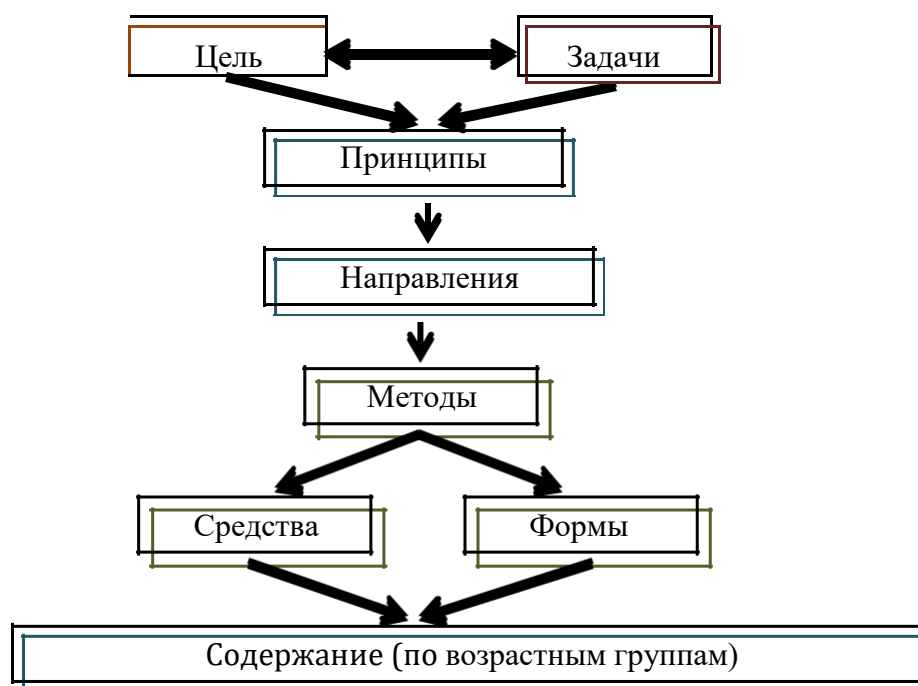 Цель
Задачи
Принципы
Направления
Методы
Средства
Формы
Содержание (по возрастным группам)